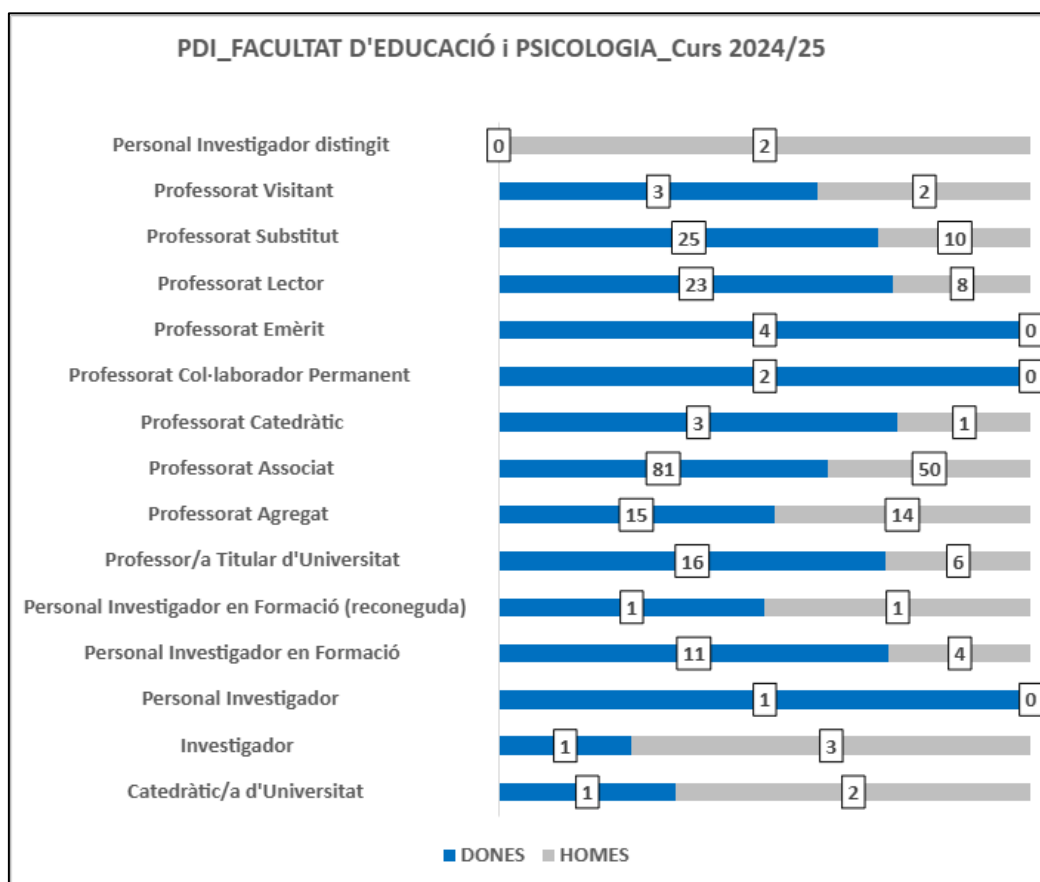 PDI_FACULTAT D'EDUCACIÓ i PSICOLOGIA_Curs 2024/25
Personal Investigador distingit 0 2
Professorat Visitant 3 2
Professorat Substitut 25 10
Professorat Lector 23 8
Professorat Emèrit 4 0
Professorat Col·laborador Permanent 2 0
Professorat Catedràtic 3 1
Professorat Associat 81 50
Professorat Agregat 15 14
Professor/a Titular d'Universitat 16 6
Personal Investigador en Formació (reconeguda) 1 1
Personal Investigador en Formació 11 4
Personal Investigador 1 0
Investigador 1 3
Catedràtic/a d'Universitat 1 2
DONES HOMES